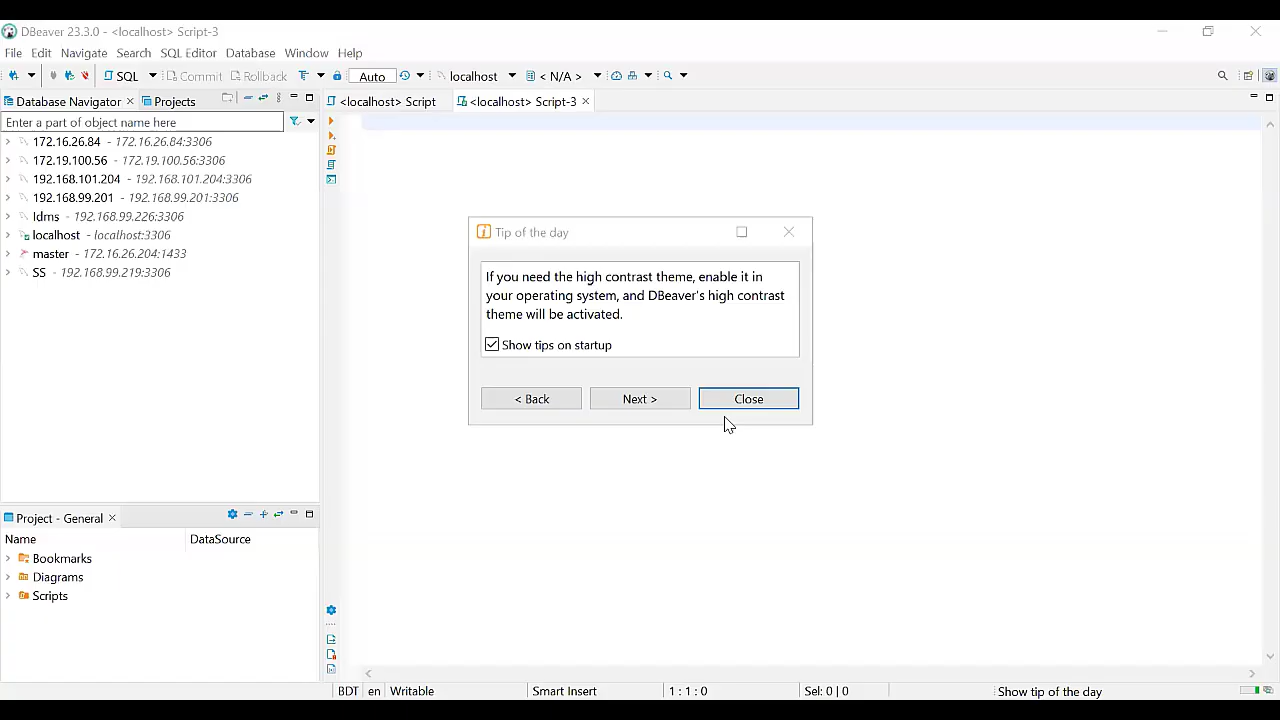 DBeaver 23.3.0 - <localhost> Script-3
File Edit Navigate Search SQL Editor Database Window Help
SQL Commit Rollback Auto localhost < N/A >
Database Navigator Projects
<localhost> Script <localhost> Script-3
Enter a part of object name here
172.16.26.84 - 172.16.26.84:3306
172.19.100.56 - 172.19.100.56:3306
192.168.101.204 - 192.168.101.204:3306
192.168.99.201 - 192.168.99.201:3306
ldms - 192.168.99.226:3306
localhost - localhost:3306
master - 172.16.26.204:1433
SS - 192.168.99.219:3306
Tip of the day
If you need the high contrast theme, enable it in
your operating system, and DBeaver's high contrast
theme will be activated.
Show tips on startup
< Back Next > Close
Project - General
Name DataSource
Bookmarks
Diagrams
Scripts
BDT en Writable Smart Insert 1 : 1 : 0 Sel: 0 | 0 Show tip of the day